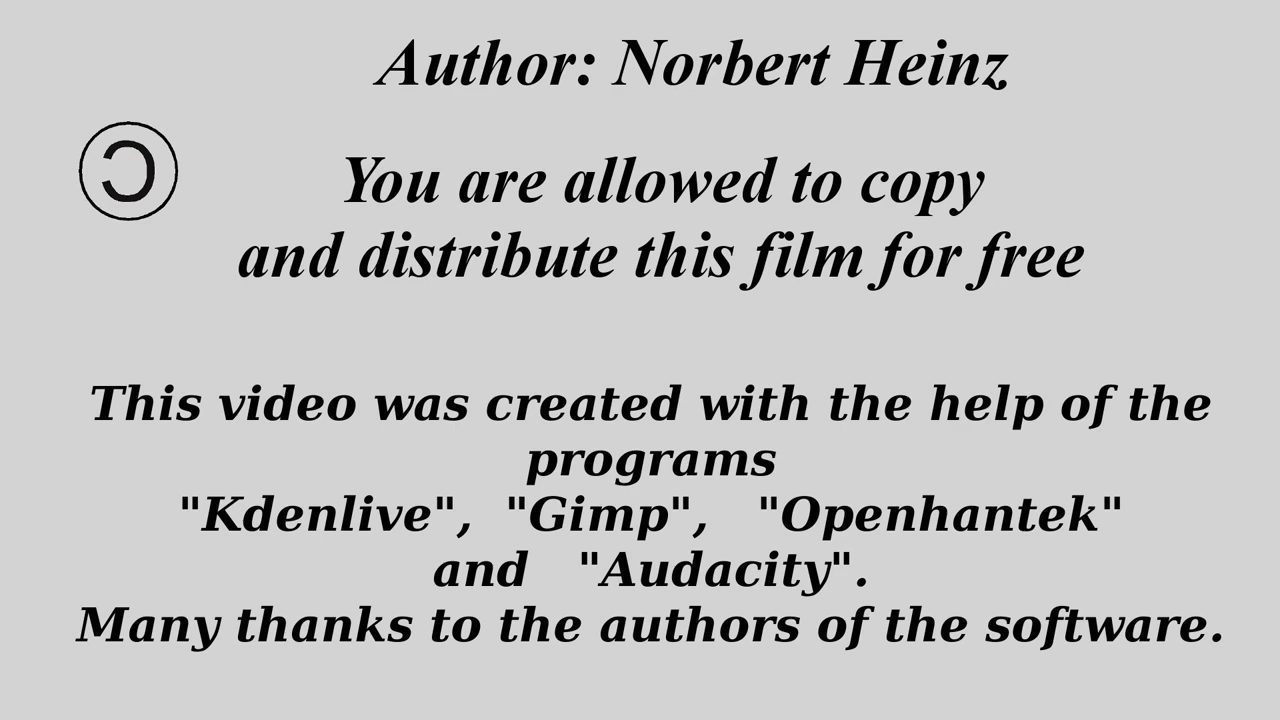 Author: Norbert Heinz
Ɔ
You are allowed to copy
and distribute this film for free
This video was created with the help of the
programs
"Kdenlive", "Gimp", "Openhantek"
and "Audacity".
Many thanks to the authors of the software.